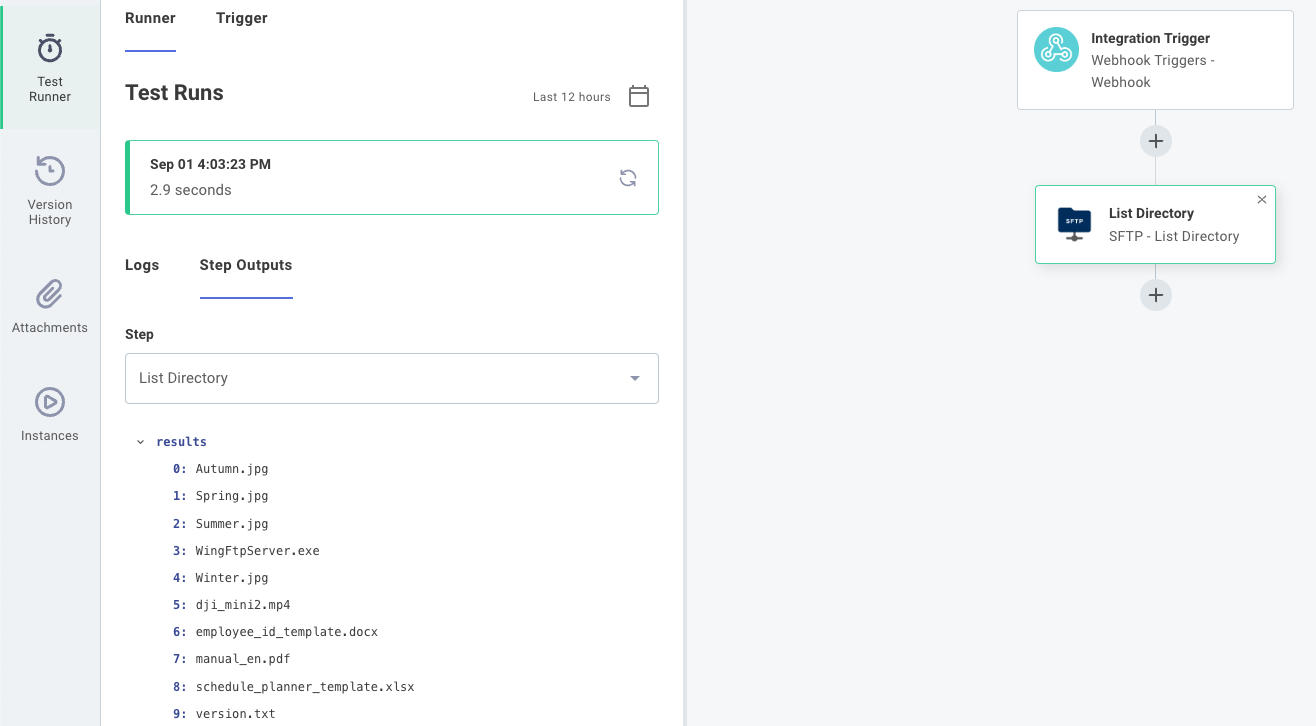 Test
Runner
Version
History
Attachments
Instances
Runner
Trigger
Test Runs
Last 12 hours
Sep 01 4:03:23 PM
2.9 seconds
Logs
Step Outputs
Step
List Directory
results
0: Autumn.jpg
1: Spring.jpg
2: Summer.jpg
3: WingFtpServer.exe
4: Winter.jpg
5: dji_mini2.mp4
6: employee_id_template.docx
7: manual_en.pdf
8: schedule_planner_template.xlsx
9: version.txt
Integration Trigger
Webhook Triggers -
Webhook
SFTP
List Directory
SFTP - List Directory